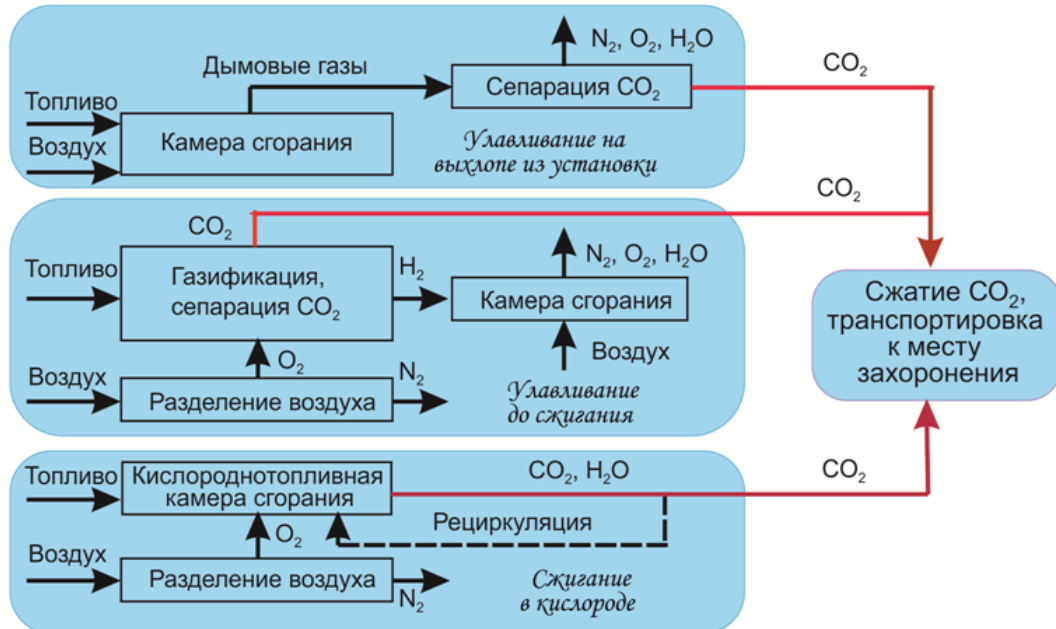 N₂, O₂, H₂O
CO₂
Дымовые газы
Топливо
Сепарация CO₂
Воздух
Камера сгорания
Улавливание на
выхлопе из установки
CO₂
CO₂
Топливо
Газификация,
сепарация CO₂
H₂
N₂, O₂, H₂O
Камера сгорания
O₂
Воздух
Воздух
Разделение воздуха
N₂
Улавливание
до сжигания
Сжатие CO₂,
транспортировка
к месту
захоронения
Топливо
Кислороднотопливная
камера сгорания
CO₂, H₂O
CO₂
O₂
Рециркуляция
Воздух
Разделение воздуха
N₂
Сжигание
в кислороде